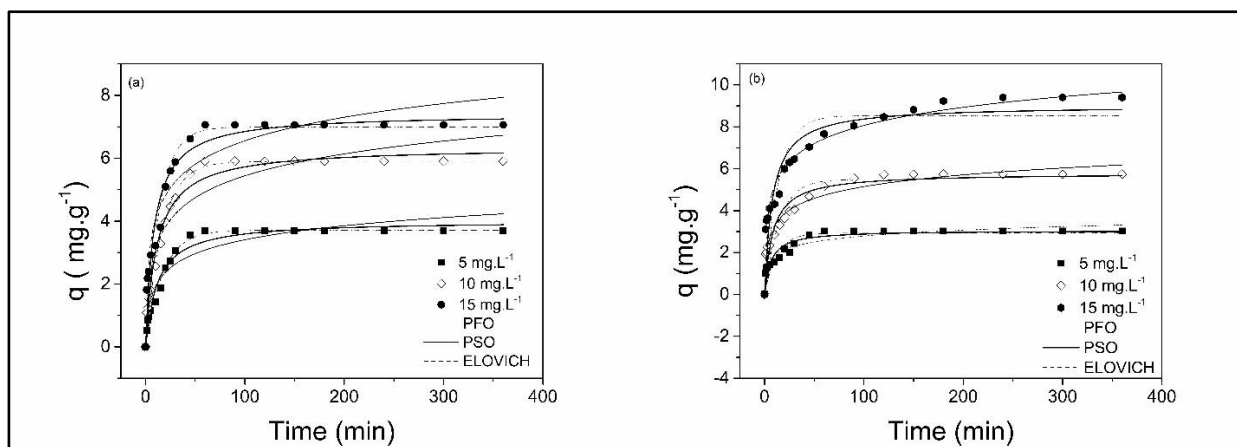 (a)
8
6
4
2
0
q ( mg.g⁻¹)
5 mg.L⁻¹
10 mg.L⁻¹
15 mg.L⁻¹
PFO
PSO
ELOVICH
0 100 200 300 400
Time (min)
(b)
10
8
6
4
2
0
-2
-4
q (mg.g⁻¹)
5 mg.L⁻¹
10 mg.L⁻¹
15 mg.L⁻¹
PFO
PSO
ELOVICH
0 100 200 300 400
Time (min)